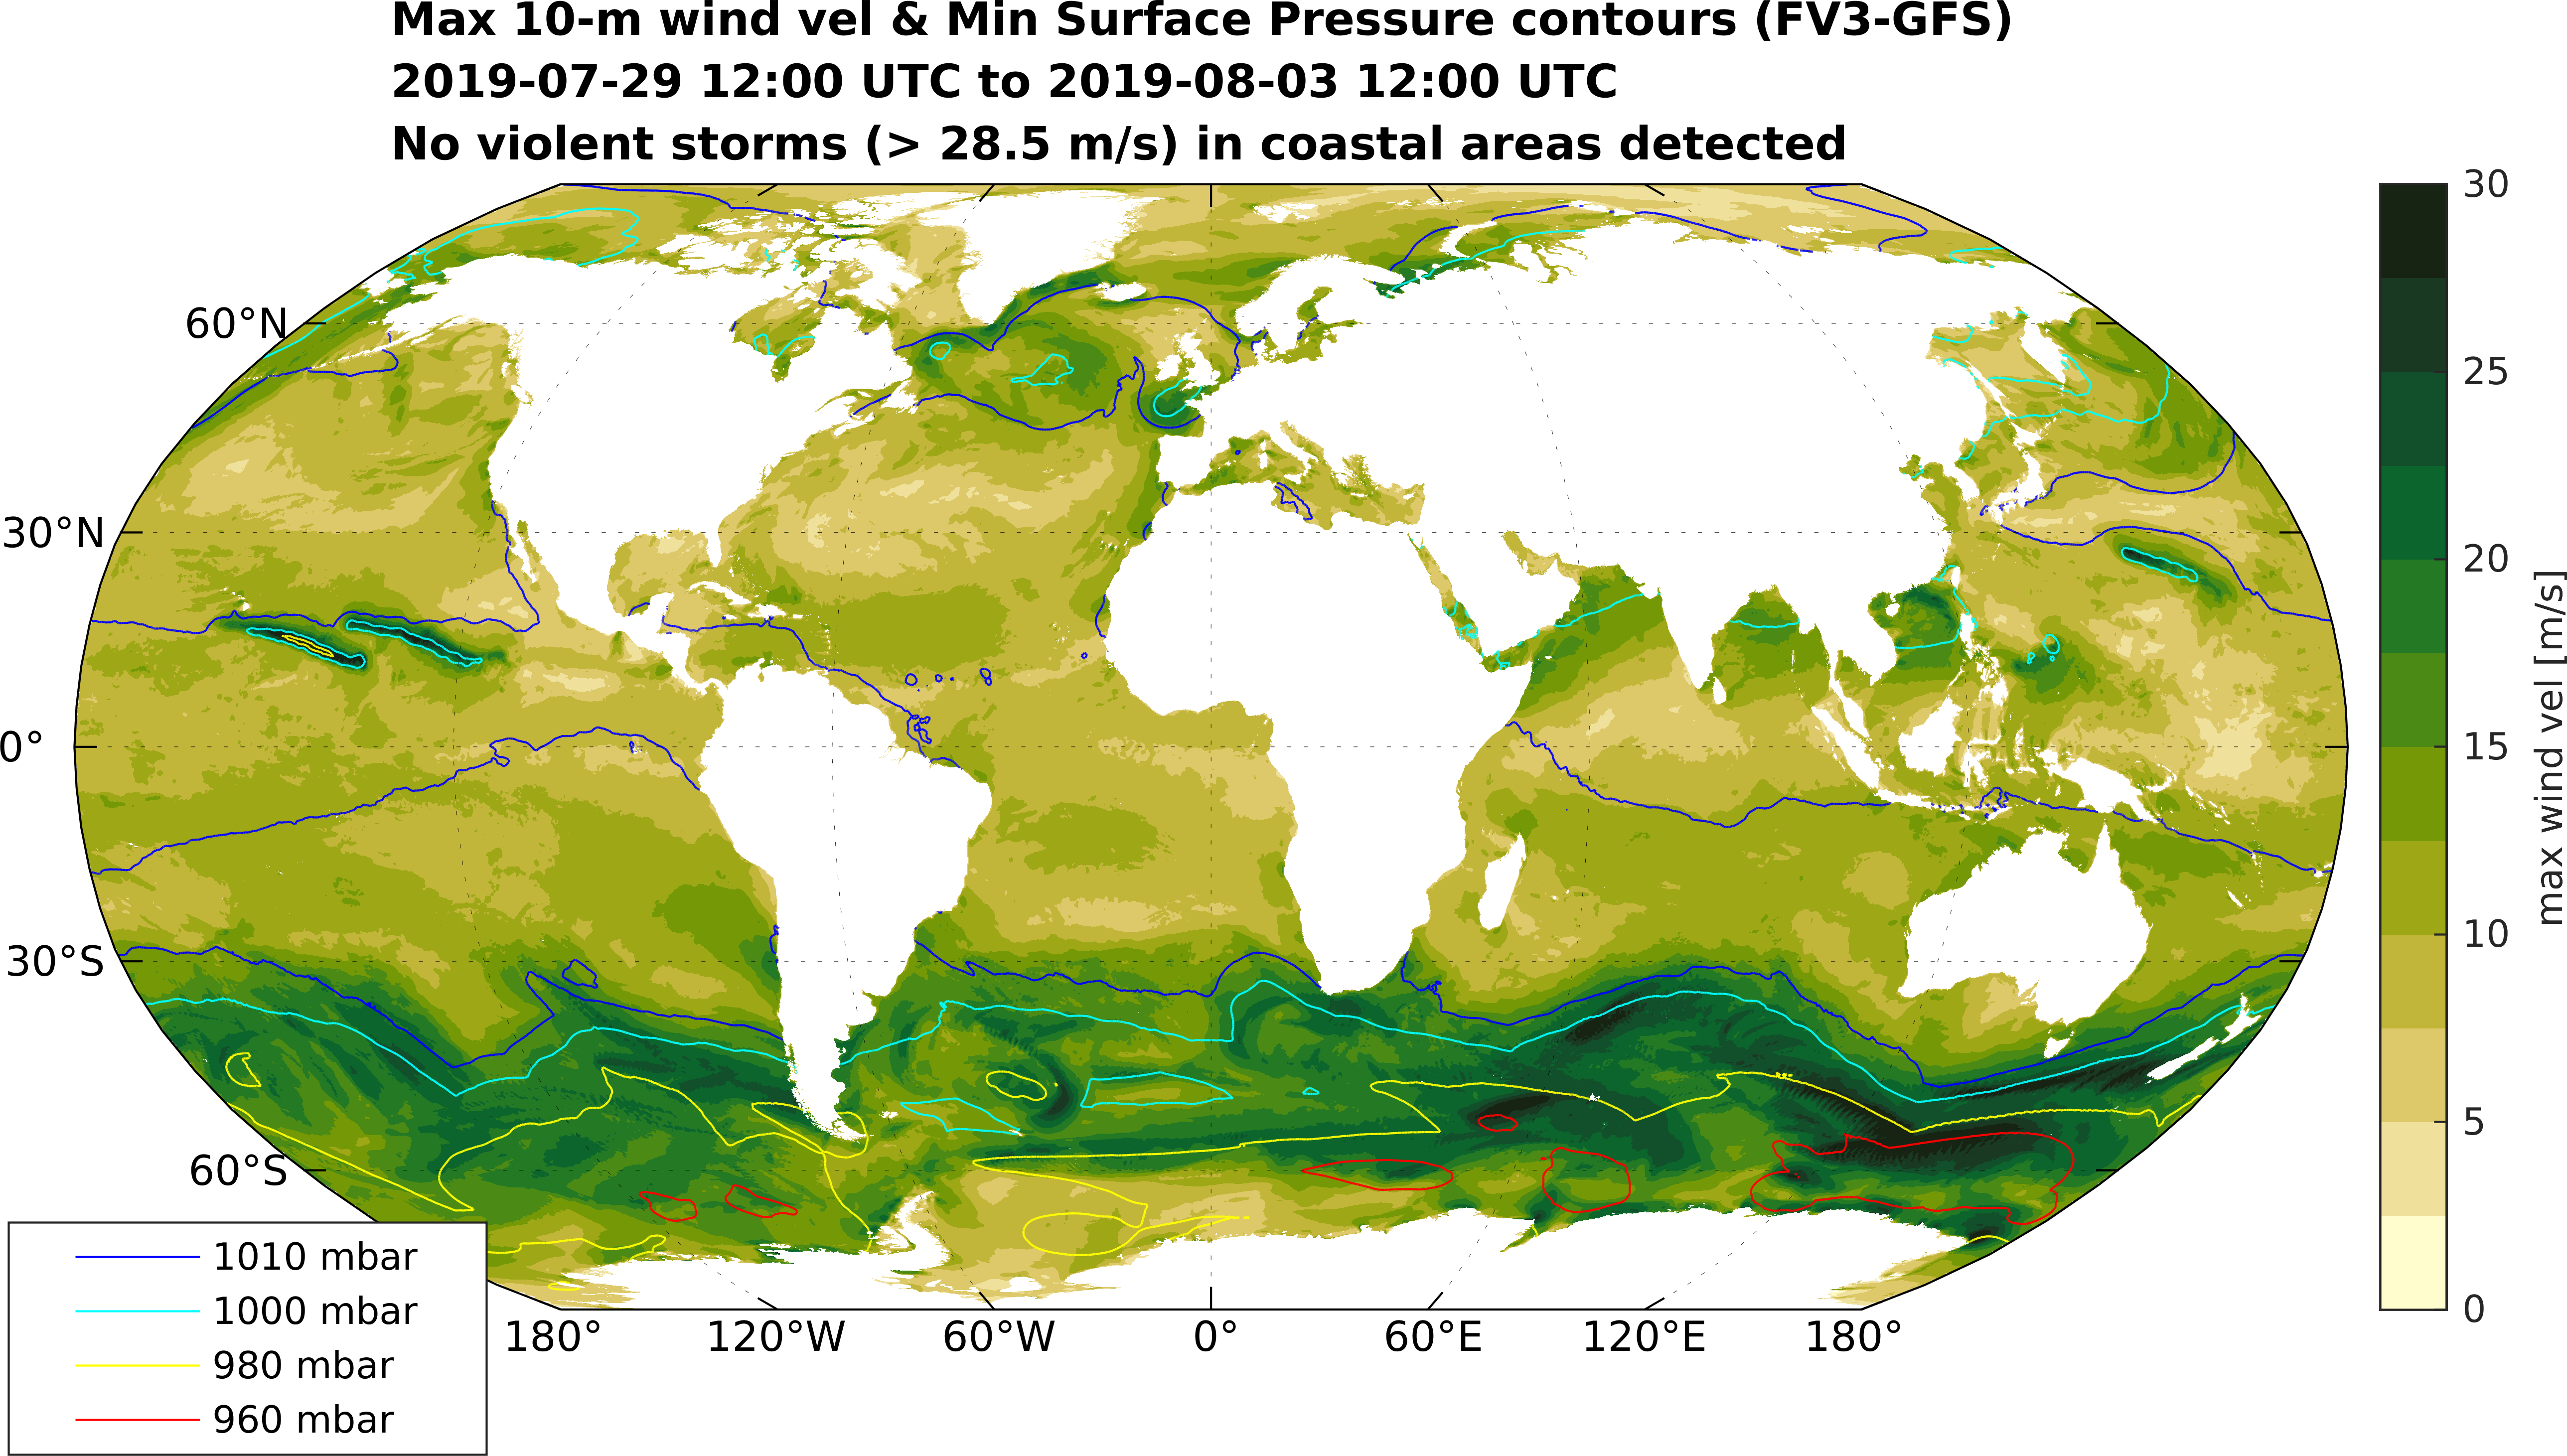 Max 10-m wind vel & Min Surface Pressure contours (FV3-GFS)
2019-07-29 12:00 UTC to 2019-08-03 12:00 UTC
No violent storms (> 28.5 m/s) in coastal areas detected
60°N
30°N
0°
30°S
60°S
180°
120°W
60°W
0°
60°E
120°E
180°
1010 mbar
1000 mbar
980 mbar
960 mbar
30
25
20
15
10
5
0
max wind vel [m/s]